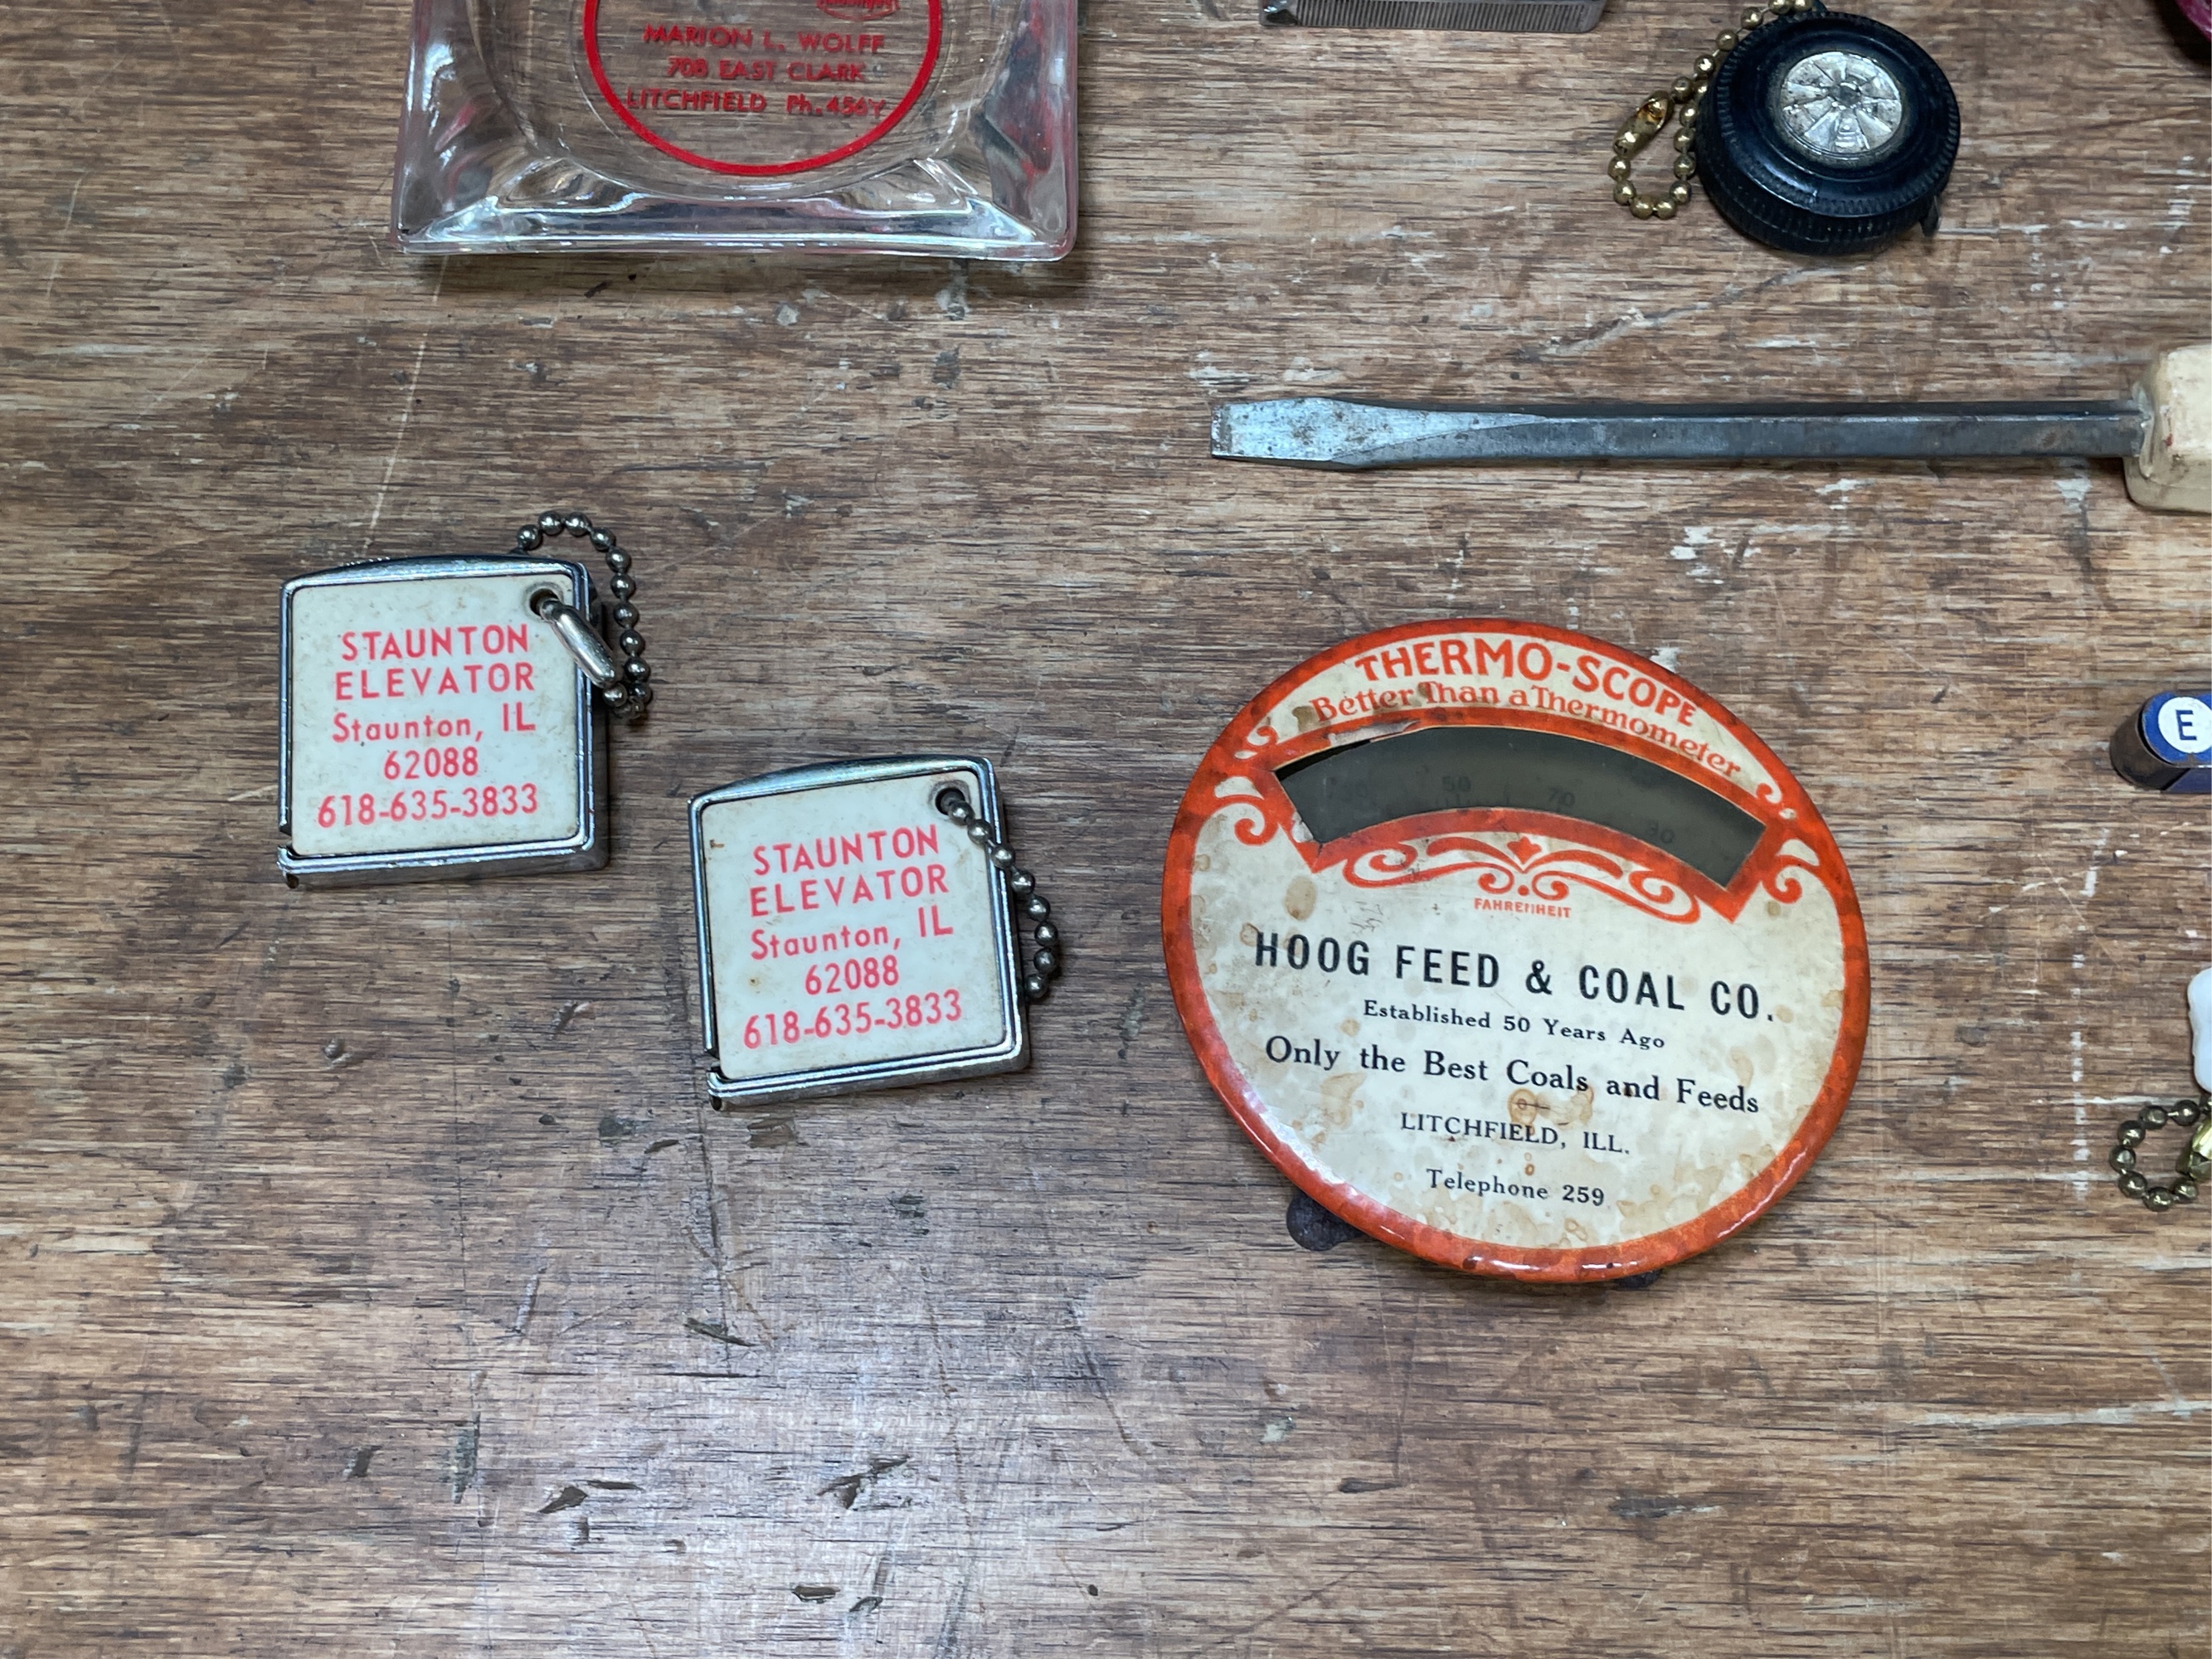 MARION L. WOLFF
708 EAST CLARK
LITCHFIELD Ph. 456Y
STAUNTON
ELEVATOR
Staunton, IL
62088
618-635-3833
STAUNTON
ELEVATOR
Staunton, IL
62088
618-635-3833
THERMO-SCOPE
Better Than a Thermometer
50 70 90
FAHRENHEIT
HOOG FEED & COAL CO.
Established 50 Years Ago
Only the Best Coals and Feeds
LITCHFIELD, ILL.
Telephone 259
E